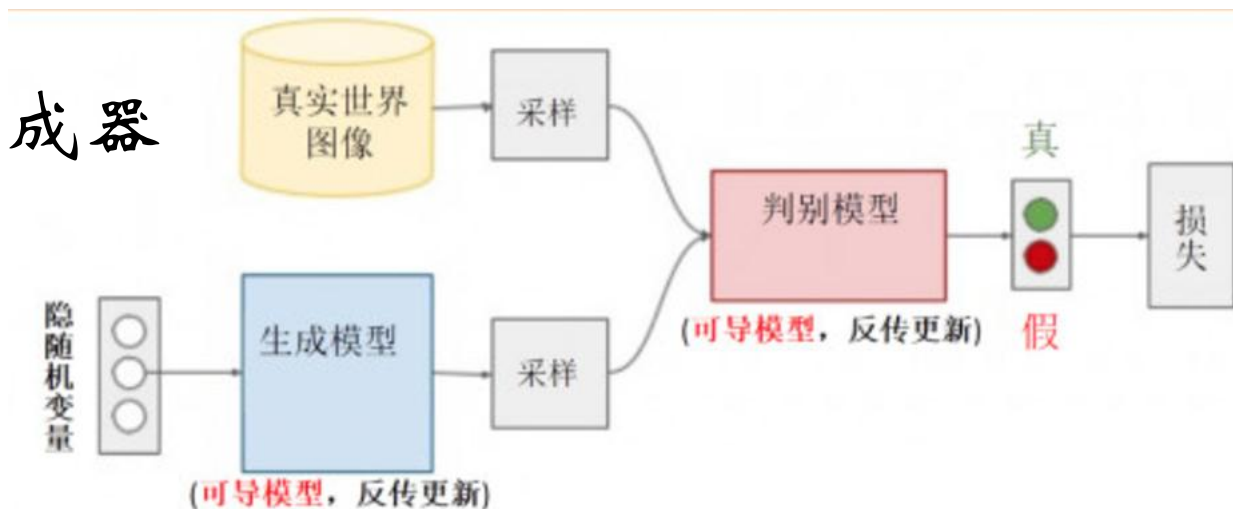 成器
真实世界
图像
采样
真
判别模型
损失
隐随机变量
生成模型
采样
(可导模型，反传更新)
假
(可导模型，反传更新)